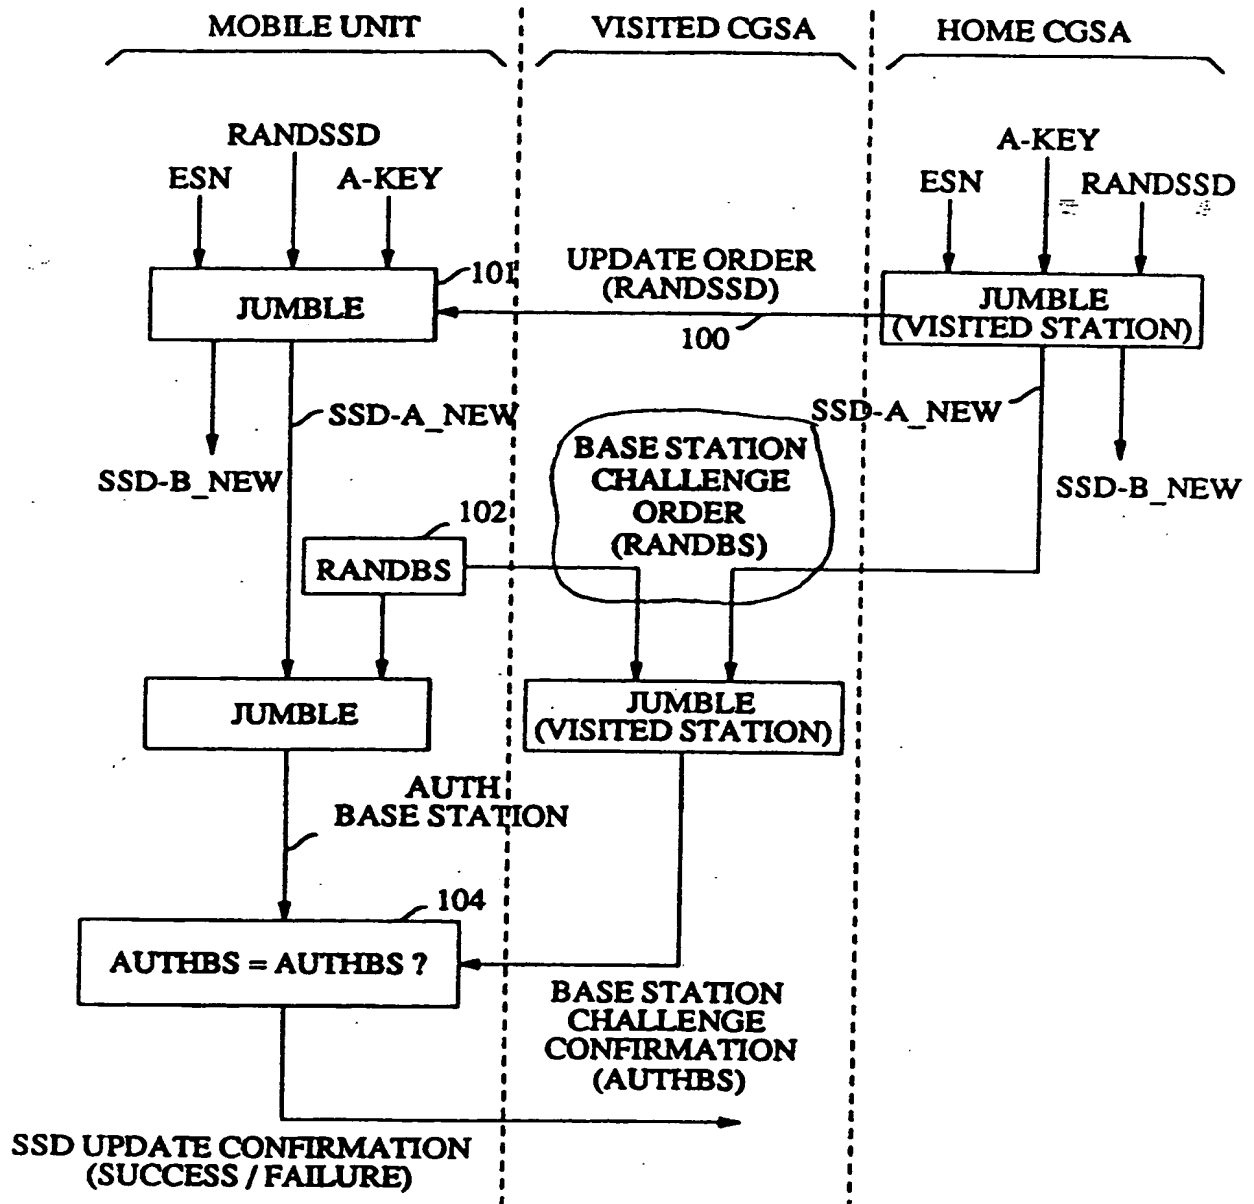 MOBILE UNIT
VISITED CGSA
HOME CGSA
RANDSSD
ESN
A-KEY
A-KEY
ESN
RANDSSD
101
JUMBLE
UPDATE ORDER
(RANDSSD)
100
JUMBLE
(VISITED STATION)
SSD-A_NEW
SSD-B_NEW
SSD-A_NEW
SSD-B_NEW
BASE STATION
CHALLENGE
ORDER
(RANDBS)
102
RANDBS
JUMBLE
JUMBLE
(VISITED STATION)
AUTH
BASE STATION
104
AUTHBS = AUTHBS ?
BASE STATION
CHALLENGE
CONFIRMATION
(AUTHBS)
SSD UPDATE CONFIRMATION
(SUCCESS / FAILURE)